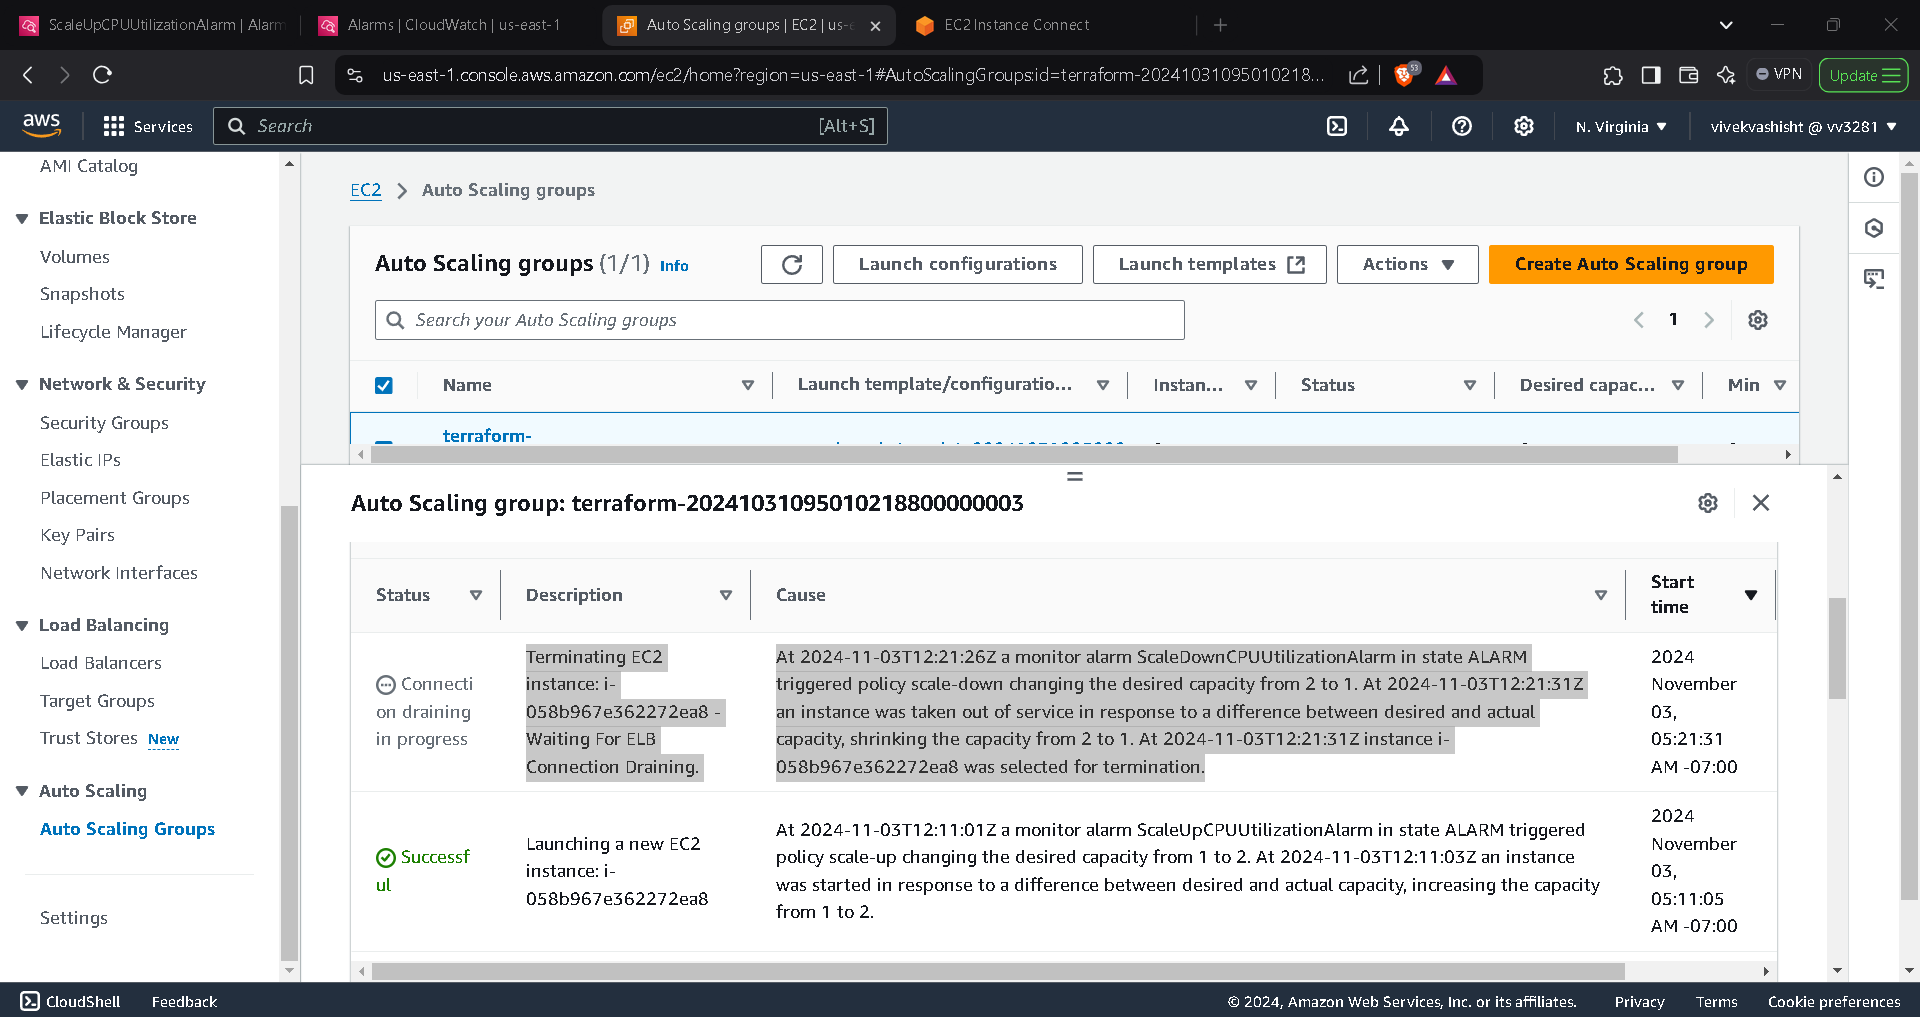 ScaleUpCPUUtilizationAlarm | Alarm
Alarms | CloudWatch | us-east-1
Auto Scaling groups | EC2 | us-e
EC2 Instance Connect
us-east-1.console.aws.amazon.com/ec2/home?region=us-east-1#AutoScalingGroups:id=terraform-20241031095010218...
53
VPN
Update
aws
Services
Search
[Alt+S]
N. Virginia
vivekvashisht @ vv3281
AMI Catalog
Elastic Block Store
Volumes
Snapshots
Lifecycle Manager
Network & Security
Security Groups
Elastic IPs
Placement Groups
Key Pairs
Network Interfaces
Load Balancing
Load Balancers
Target Groups
Trust Stores New
Auto Scaling
Auto Scaling Groups
Settings
EC2 > Auto Scaling groups
Auto Scaling groups (1/1) Info
Launch configurations
Launch templates
Actions
Create Auto Scaling group
Search your Auto Scaling groups
1
Name
Launch template/configuratio...
Instan...
Status
Desired capac...
Min
terraform-
Auto Scaling group: terraform-20241031095010218800000003
Status
Description
Cause
Start
time
Connecti
on draining
in progress
Terminating EC2
instance: i-
058b967e362272ea8 -
Waiting For ELB
Connection Draining.
At 2024-11-03T12:21:26Z a monitor alarm ScaleDownCPUUtilizationAlarm in state ALARM
triggered policy scale-down changing the desired capacity from 2 to 1. At 2024-11-03T12:21:31Z
an instance was taken out of service in response to a difference between desired and actual
capacity, shrinking the capacity from 2 to 1. At 2024-11-03T12:21:31Z instance i-
058b967e362272ea8 was selected for termination.
2024
November
03,
05:21:31
AM -07:00
Successf
ul
Launching a new EC2
instance: i-
058b967e362272ea8
At 2024-11-03T12:11:01Z a monitor alarm ScaleUpCPUUtilizationAlarm in state ALARM triggered
policy scale-up changing the desired capacity from 1 to 2. At 2024-11-03T12:11:03Z an instance
was started in response to a difference between desired and actual capacity, increasing the capacity
from 1 to 2.
2024
November
03,
05:11:05
AM -07:00
CloudShell
Feedback
© 2024, Amazon Web Services, Inc. or its affiliates.
Privacy
Terms
Cookie preferences